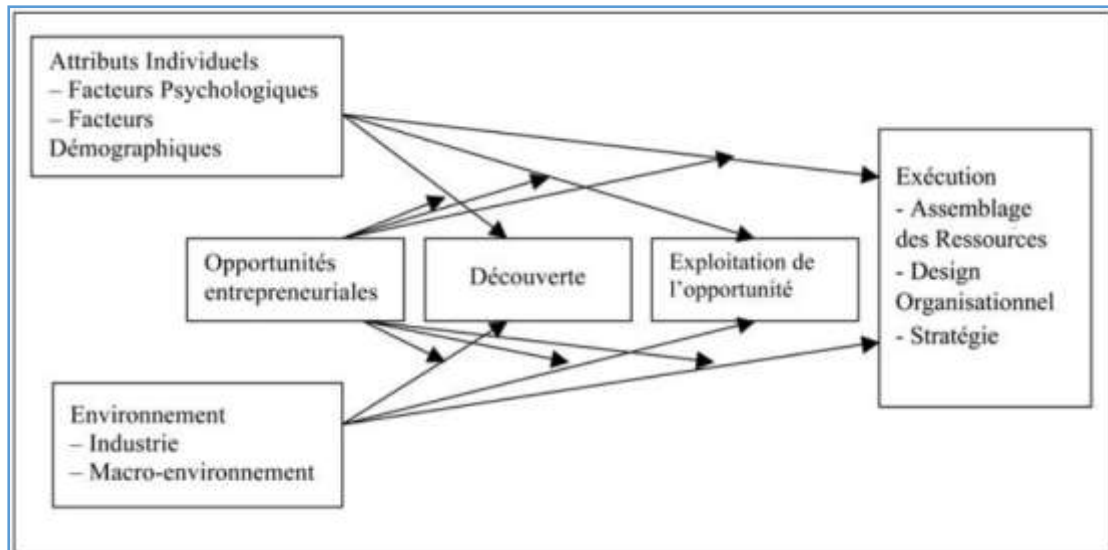 Attributs Individuels
– Facteurs Psychologiques
– Facteurs
Démographiques
Opportunités
entrepreneuriales
Découverte
Exploitation de
l’opportunité
Exécution
- Assemblage
des Ressources
- Design
Organisationnel
- Stratégie
Environnement
– Industrie
– Macro-environnement